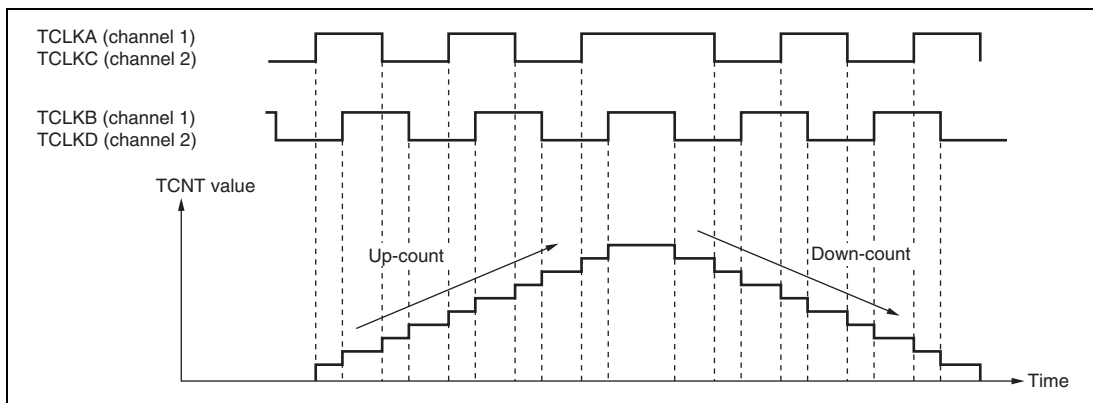 TCLKA (channel 1)
TCLKC (channel 2)
TCLKB (channel 1)
TCLKD (channel 2)
TCNT value
Up-count
Down-count
Time